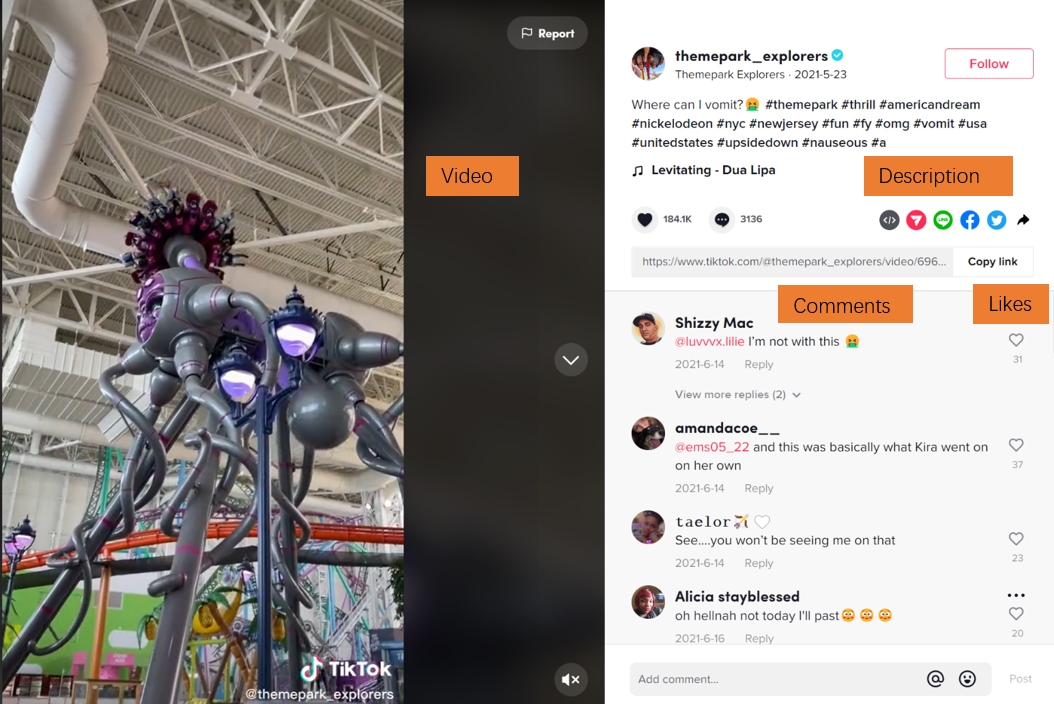 Report
Video
TikTok
@themepark_explorers
themepark_explorers
Themepark Explorers · 2021-5-23
Follow
Where can I vomit?🤮 #themepark #thrill #americandream
#nickelodeon #nyc #newjersey #fun #fy #omg #vomit #usa
#unitedstates #upsidedown #nauseous #a
Levitating - Dua Lipa
Description
184.1K 3136
https://www.tiktok.com/@themepark_explorers/video/696... Copy link
Comments
Likes
Shizzy Mac
@luvvvx.lilie I'm not with this 🤮
31
2021-6-14 Reply
View more replies (2)
amandacoe__
@ems05_22 and this was basically what Kira went on
on her own
37
2021-6-14 Reply
taelor
See....you won't be seeing me on that
23
2021-6-14 Reply
Alicia stayblessed
oh hellnah not today I'll past😳 😳 😳
20
2021-6-16 Reply
Add comment...
@
Post